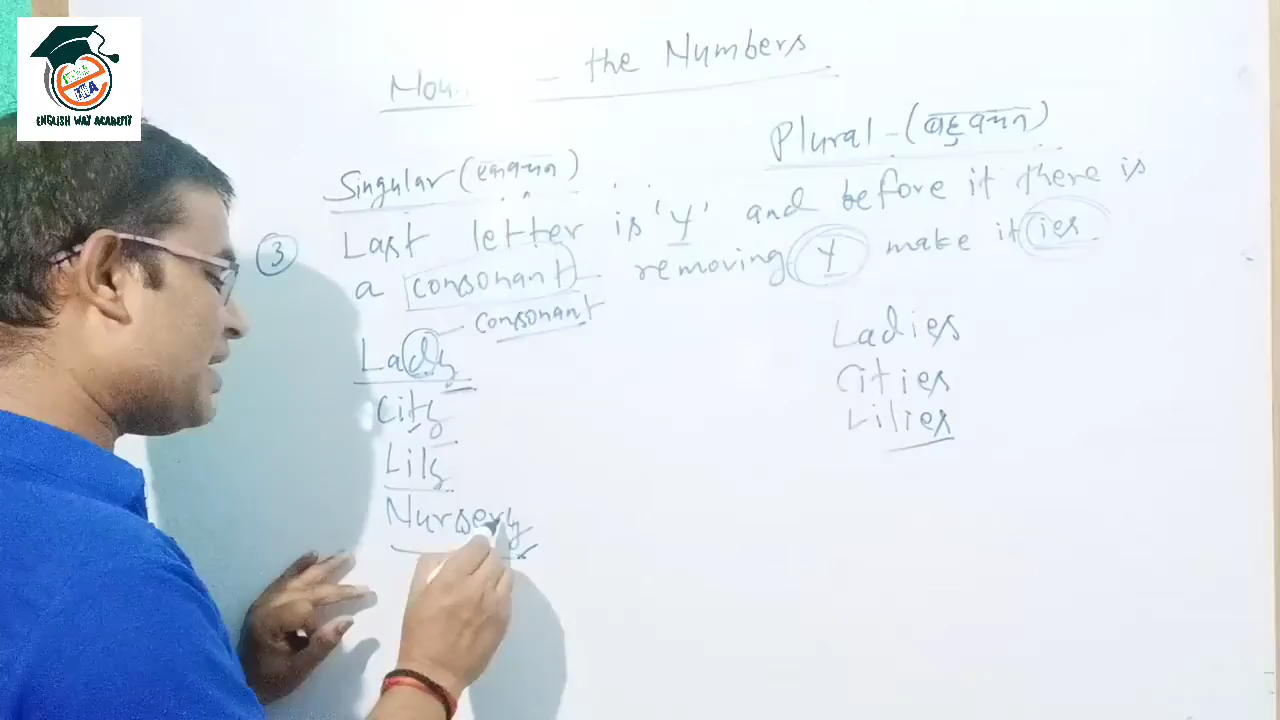 ENGLISH WAY ACADEMY
Nou - the Numbers
Singular (एकवचन)
Plural - (बहुवचन)
③ Last letter is 'Y' and before it there is
a consonant removing Y make it ies
consonant
Lady
Ladies
City
Cities
Lily
Lilies
Nursery